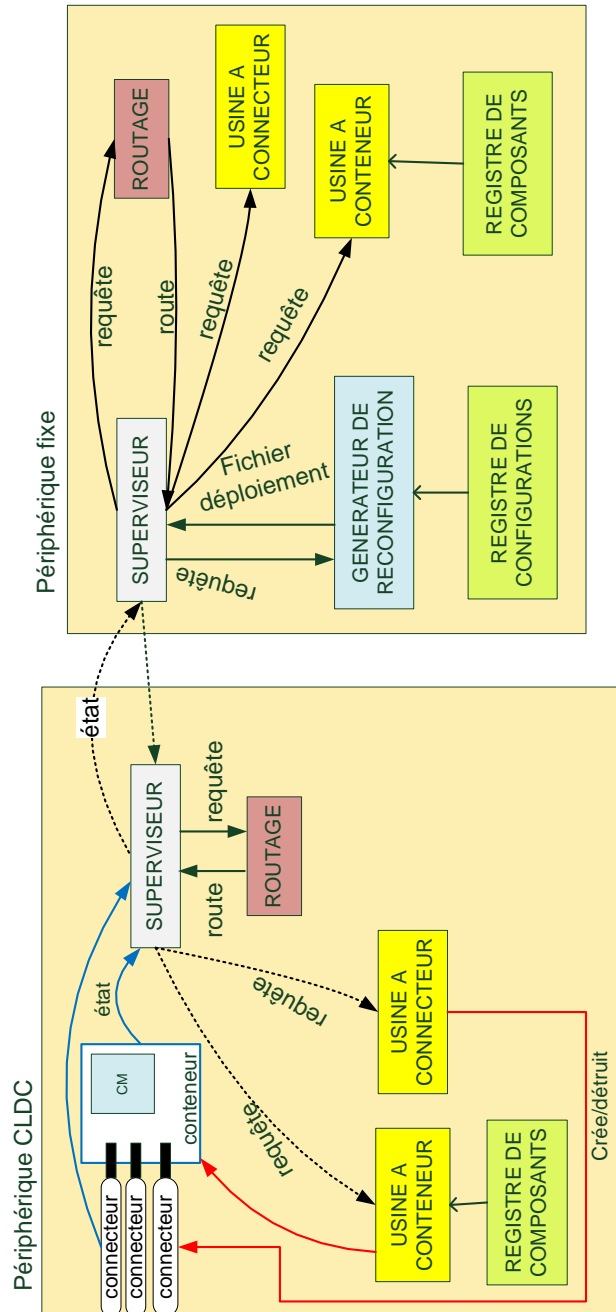 Périphérique CLDC
connecteur
connecteur
connecteur
CM
conteneur
état
SUPERVISEUR
requête
route
ROUTAGE
requête
requête
USINE A
CONTENEUR
USINE A
CONNECTEUR
REGISTRE DE
COMPOSANTS
Crée/détruit
état
Périphérique fixe
SUPERVISEUR
requête
route
ROUTAGE
requête
USINE A
CONNECTEUR
requête
USINE A
CONTENEUR
Fichier
déploiement
requête
GENERATEUR DE
RECONFIGURATION
REGISTRE DE
COMPOSANTS
REGISTRE DE
CONFIGURATIONS